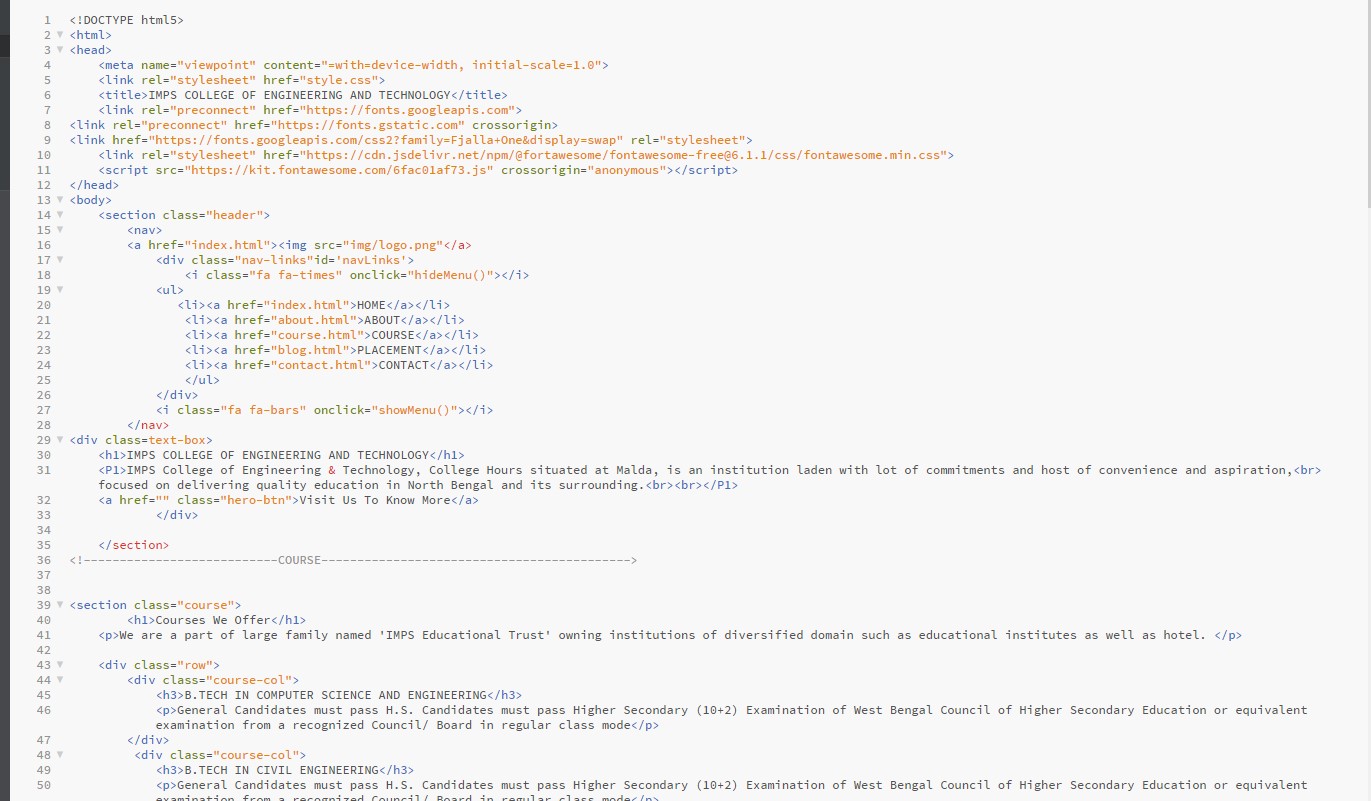 1 <!DOCTYPE html5>
2 <html>
3 <head>
4 <meta name="viewpoint" content="=with=device-width, initial-scale=1.0">
5 <link rel="stylesheet" href="style.css">
6 <title>IMPS COLLEGE OF ENGINEERING AND TECHNOLOGY</title>
7 <link rel="preconnect" href="https://fonts.googleapis.com">
8 <link rel="preconnect" href="https://fonts.gstatic.com" crossorigin>
9 <link href="https://fonts.googleapis.com/css2?family=Fjalla+One&display=swap" rel="stylesheet">
10 <link rel="stylesheet" href="https://cdn.jsdelivr.net/npm/@fortawesome/fontawesome-free@6.1.1/css/fontawesome.min.css">
11 <script src="https://kit.fontawesome.com/6fac01af73.js" crossorigin="anonymous"></script>
12 </head>
13 <body>
14 <section class="header">
15 <nav>
16 <a href="index.html"><img src="img/logo.png"</a>
17 <div class="nav-links"id='navLinks'>
18 <i class="fa fa-times" onclick="hideMenu()"></i>
19 <ul>
20 <li><a href="index.html">HOME</a></li>
21 <li><a href="about.html">ABOUT</a></li>
22 <li><a href="course.html">COURSE</a></li>
23 <li><a href="blog.html">PLACEMENT</a></li>
24 <li><a href="contact.html">CONTACT</a></li>
25 </ul>
26 </div>
27 <i class="fa fa-bars" onclick="showMenu()"></i>
28 </nav>
29 <div class=text-box>
30 <h1>IMPS COLLEGE OF ENGINEERING AND TECHNOLOGY</h1>
31 <P1>IMPS College of Engineering & Technology, College Hours situated at Malda, is an institution laden with lot of commitments and host of convenience and aspiration,<br>
focused on delivering quality education in North Bengal and its surrounding.<br><br></P1>
32 <a href="" class="hero-btn">Visit Us To Know More</a>
33 </div>
34
35 </section>
36 <!---------------------------COURSE------------------------------------------->
37
38
39 <section class="course">
40 <h1>Courses We Offer</h1>
41 <p>We are a part of large family named 'IMPS Educational Trust' owning institutions of diversified domain such as educational institutes as well as hotel. </p>
42
43 <div class="row">
44 <div class="course-col">
45 <h3>B.TECH IN COMPUTER SCIENCE AND ENGINEERING</h3>
46 <p>General Candidates must pass H.S. Candidates must pass Higher Secondary (10+2) Examination of West Bengal Council of Higher Secondary Education or equivalent
examination from a recognized Council/ Board in regular class mode</p>
47 </div>
48 <div class="course-col">
49 <h3>B.TECH IN CIVIL ENGINEERING</h3>
50 <p>General Candidates must pass H.S. Candidates must pass Higher Secondary (10+2) Examination of West Bengal Council of Higher Secondary Education or equivalent
examination from a recognized Council/ Board in regular class mode</p>